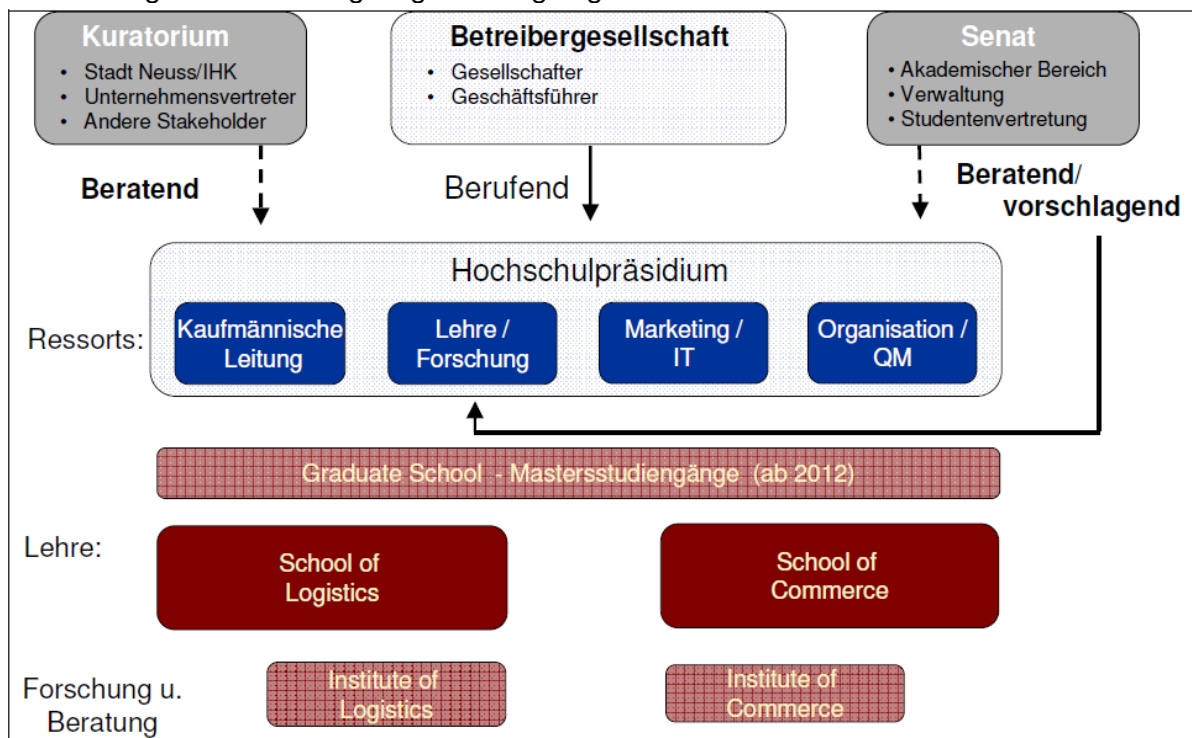 Kuratorium
• Stadt Neuss/IHK
• Unternehmensvertreter
• Andere Stakeholder
Betreibergesellschaft
• Gesellschafter
• Geschäftsführer
Senat
• Akademischer Bereich
• Verwaltung
• Studentenvertretung
Beratend
Berufend
Beratend/
vorschlagend
Hochschulpräsidium
Ressorts:
Kaufmännische
Leitung
Lehre /
Forschung
Marketing /
IT
Organisation /
QM
Graduate School - Mastersstudiengänge (ab 2012)
Lehre:
School of
Logistics
School of
Commerce
Forschung u.
Beratung
Institute of
Logistics
Institute of
Commerce